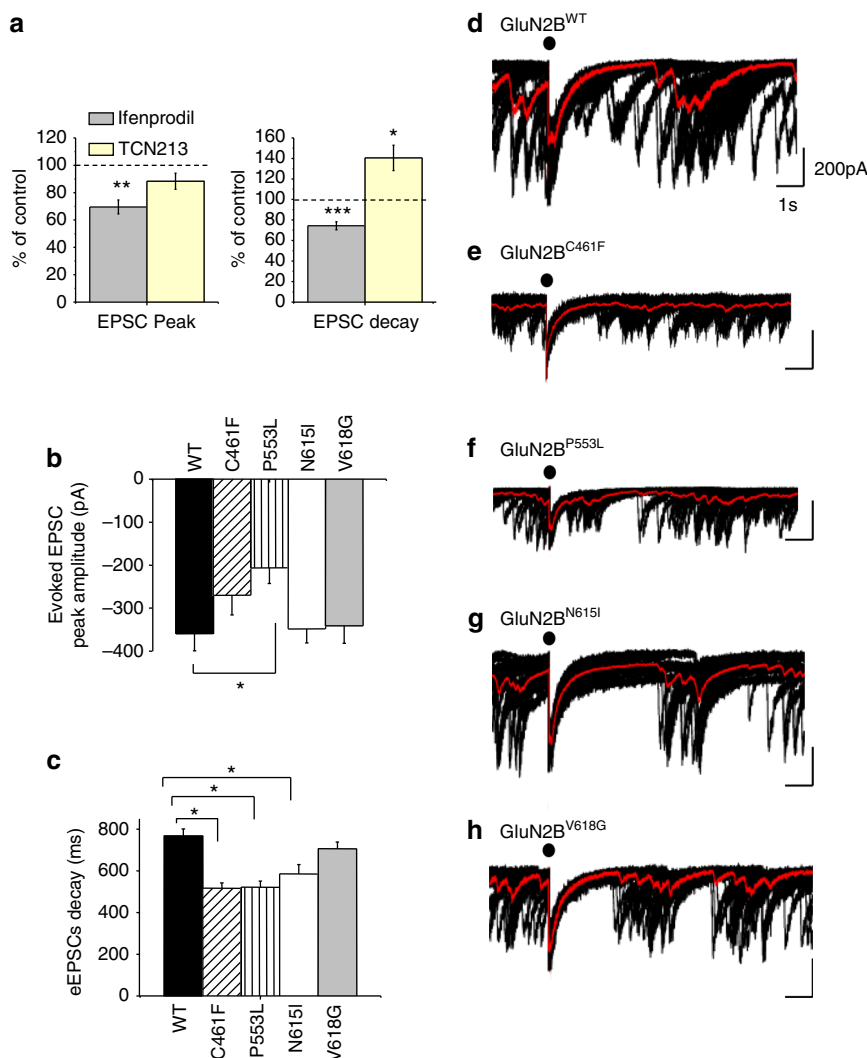 a
Ifenprodil
TCN213
% of control
120
100
80
60
40
20
0
**
EPSC Peak
% of control
160
140
120
100
80
60
40
20
0
***
*
EPSC decay
b
WT
C461F
P553L
N615I
V618G
Evoked EPSC
peak amplitude (pA)
0
–100
–200
–300
–400
*
c
*
*
*
eEPSCs decay (ms)
800
600
400
200
0
WT
C461F
P553L
N615I
V618G
d GluN2B^WT
200pA
1s
e GluN2B^C461F
f GluN2B^P553L
g GluN2B^N615I
h GluN2B^V618G